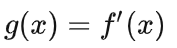 g(x) = f′(x)